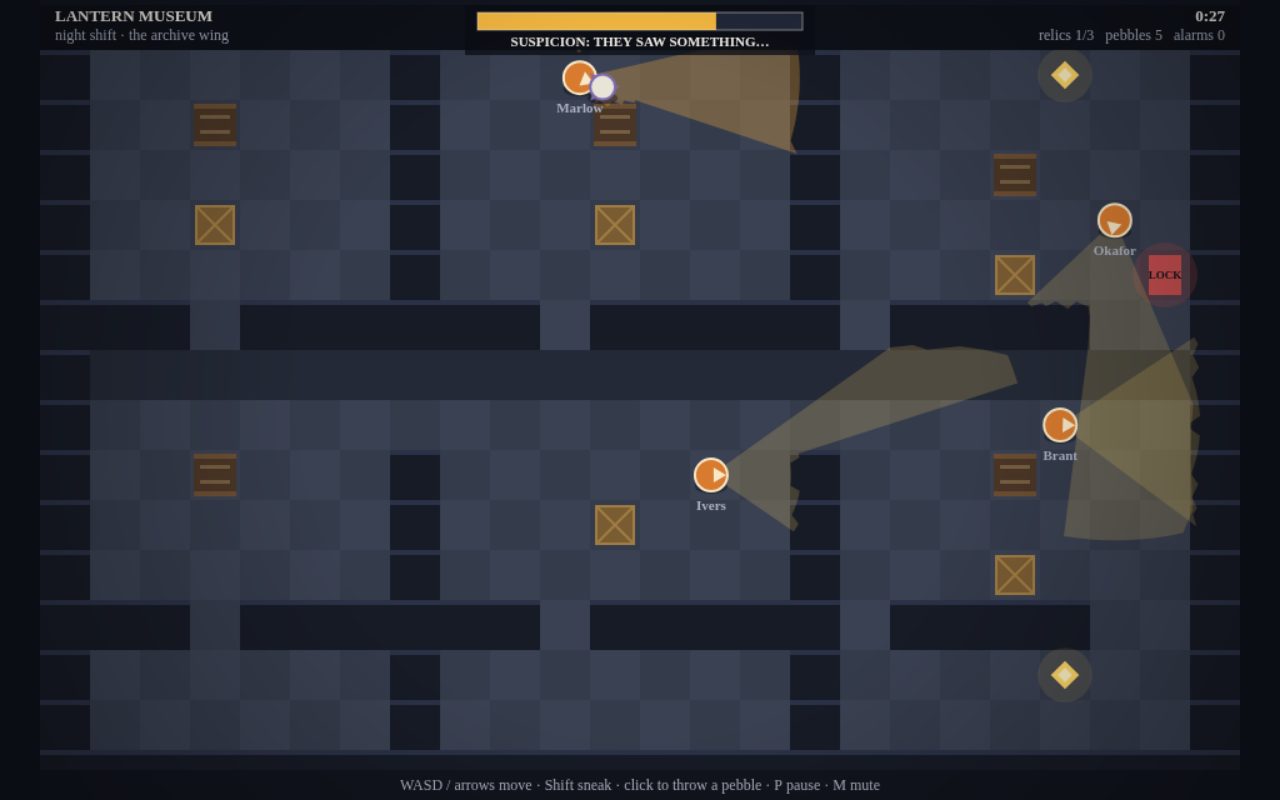 LANTERN MUSEUM
night shift · the archive wing
SUSPICION: THEY SAW SOMETHING…
0:27
relics 1/3 pebbles 5 alarms 0
Marlow
Okafor
LOCK
Brant
Ivers
WASD / arrows move · Shift sneak · click to throw a pebble · P pause · M mute